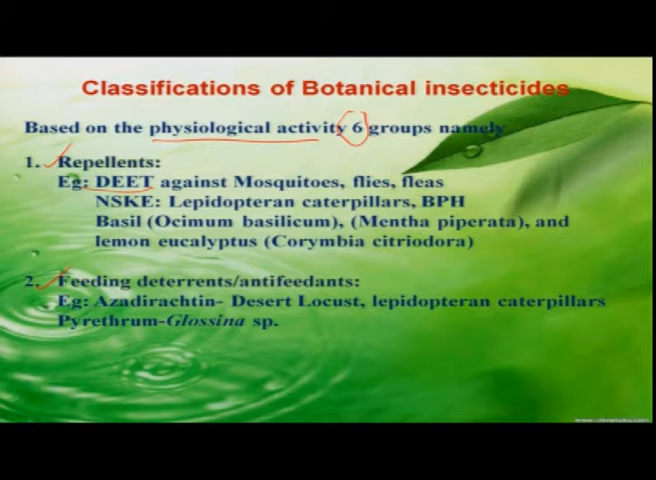 Classifications of Botanical insecticides
Based on the physiological activity 6 groups namely
1. Repellents:
Eg: DEET against Mosquitoes, flies, fleas
NSKE: Lepidopteran caterpillars, BPH
Basil (Ocimum basilicum), (Mentha piperata), and
lemon eucalyptus (Corymbia citriodora)
2. Feeding deterrents/antifeedants:
Eg: Azadirachtin- Desert Locust, lepidopteran caterpillars
Pyrethrum-Glossina sp.